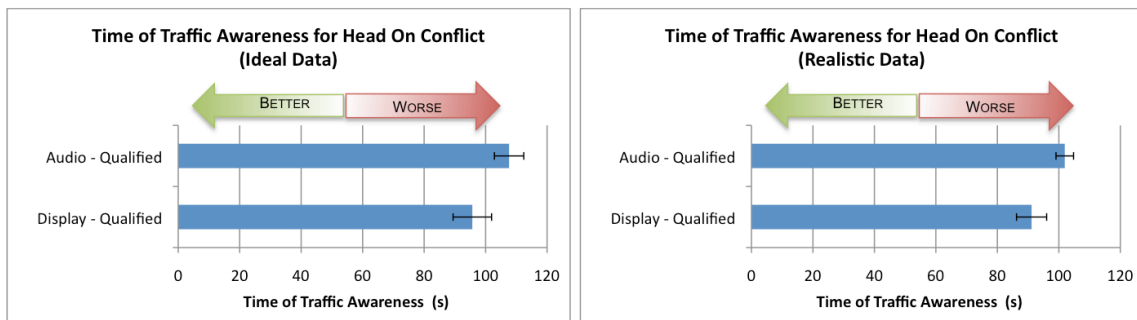 Time of Traffic Awareness for Head On Conflict
(Ideal Data)
BETTER
WORSE
Audio - Qualified
Display - Qualified
0 20 40 60 80 100 120
Time of Traffic Awareness (s)
Time of Traffic Awareness for Head On Conflict
(Realistic Data)
BETTER
WORSE
Audio - Qualified
Display - Qualified
0 20 40 60 80 100 120
Time of Traffic Awareness (s)